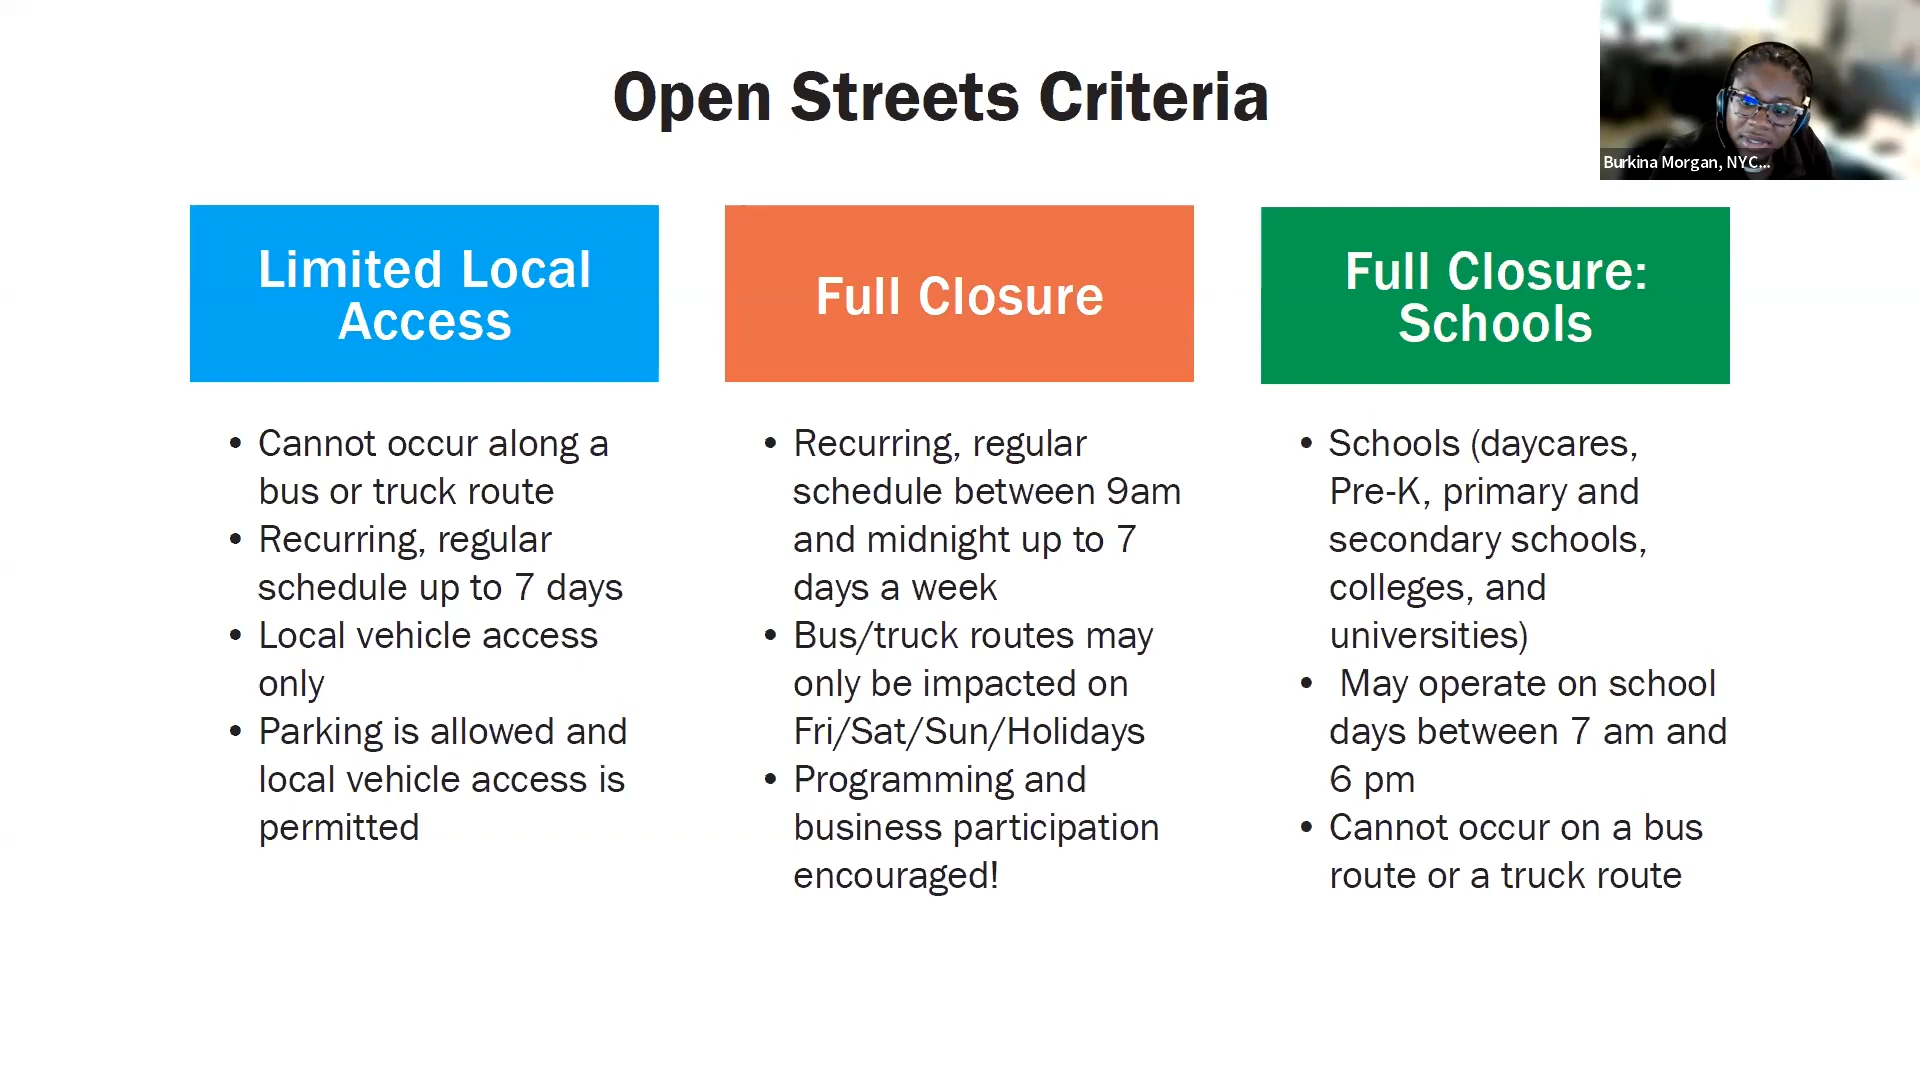 Open Streets Criteria
Burkina Morgan, NYC...
Limited Local
Access
• Cannot occur along a
bus or truck route
• Recurring, regular
schedule up to 7 days
• Local vehicle access
only
• Parking is allowed and
local vehicle access is
permitted
Full Closure
• Recurring, regular
schedule between 9am
and midnight up to 7
days a week
• Bus/truck routes may
only be impacted on
Fri/Sat/Sun/Holidays
• Programming and
business participation
encouraged!
Full Closure:
Schools
• Schools (daycares,
Pre-K, primary and
secondary schools,
colleges, and
universities)
• May operate on school
days between 7 am and
6 pm
• Cannot occur on a bus
route or a truck route